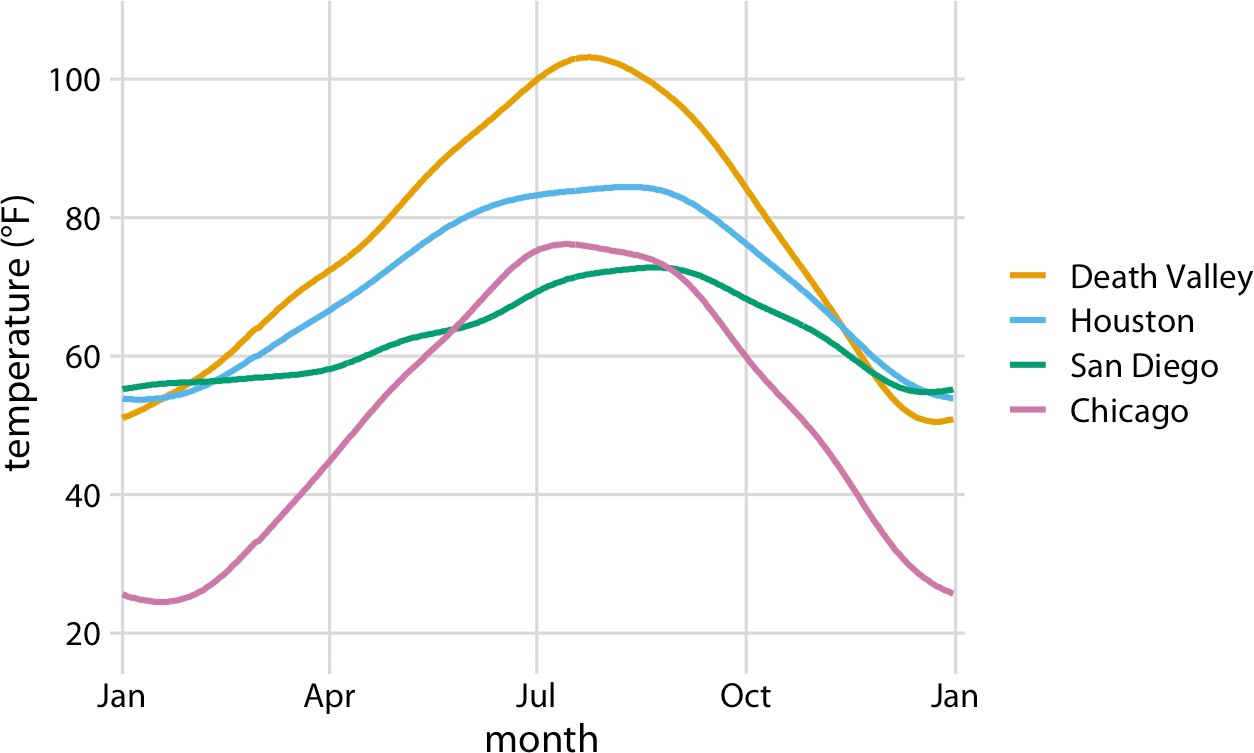 temperature (°F)
100
80
60
40
20
Jan Apr Jul Oct Jan
month
Death Valley
Houston
San Diego
Chicago